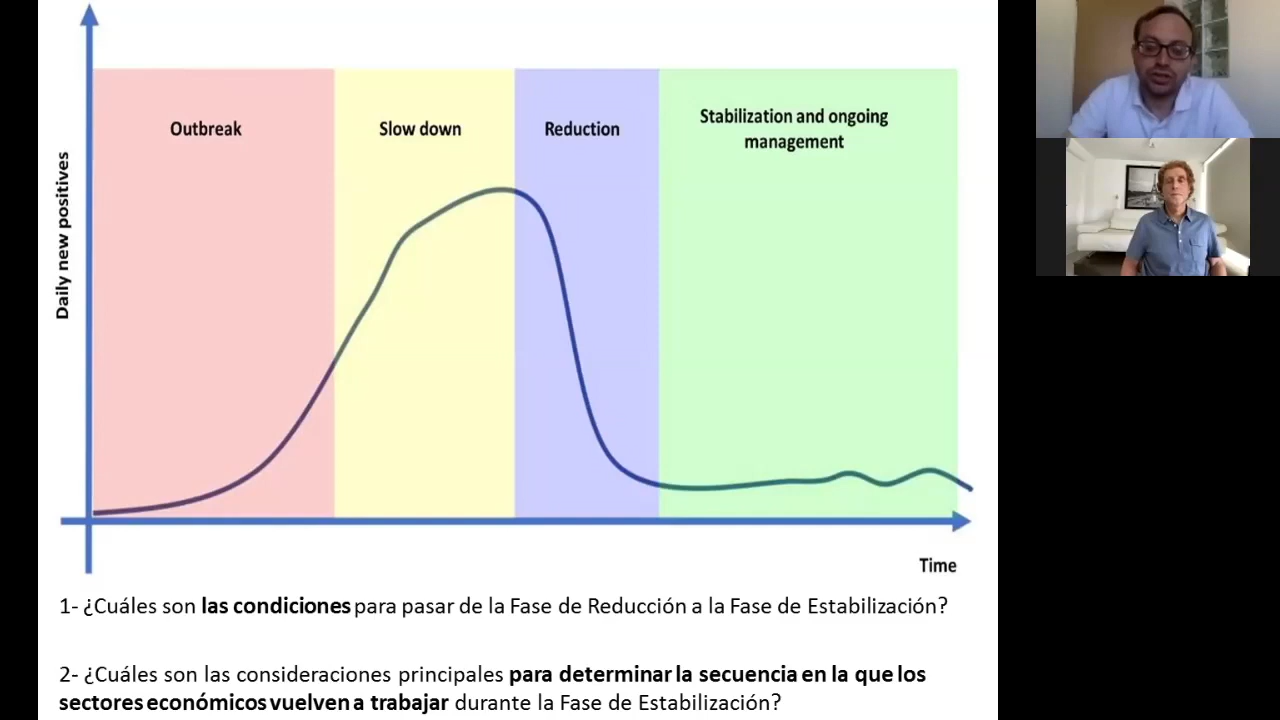 Outbreak
Slow down
Reduction
Stabilization and ongoing
management
Daily new positives
Time
1- ¿Cuáles son las condiciones para pasar de la Fase de Reducción a la Fase de Estabilización?
2- ¿Cuáles son las consideraciones principales para determinar la secuencia en la que los
sectores económicos vuelven a trabajar durante la Fase de Estabilización?